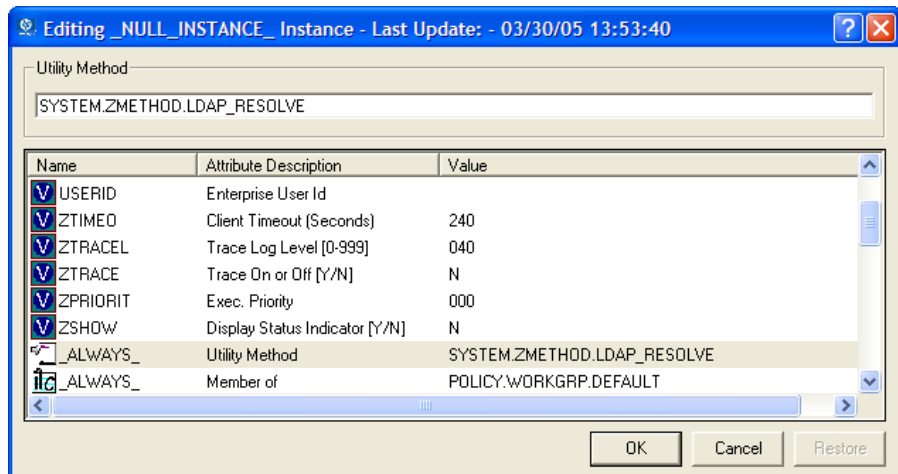 Editing _NULL_INSTANCE_ Instance - Last Update: - 03/30/05 13:53:40
Utility Method
SYSTEM.ZMETHOD.LDAP_RESOLVE
Name Attribute Description Value
V USERID Enterprise User Id
V ZTIMEO Client Timeout (Seconds) 240
V ZTRACEL Trace Log Level [0-999] 040
V ZTRACE Trace On or Off [Y/N] N
V ZPRIORIT Exec. Priority 000
V ZSHOW Display Status Indicator [Y/N] N
_ALWAYS_ Utility Method SYSTEM.ZMETHOD.LDAP_RESOLVE
_ALWAYS_ Member of POLICY.WORKGRP.DEFAULT
OK Cancel Restore